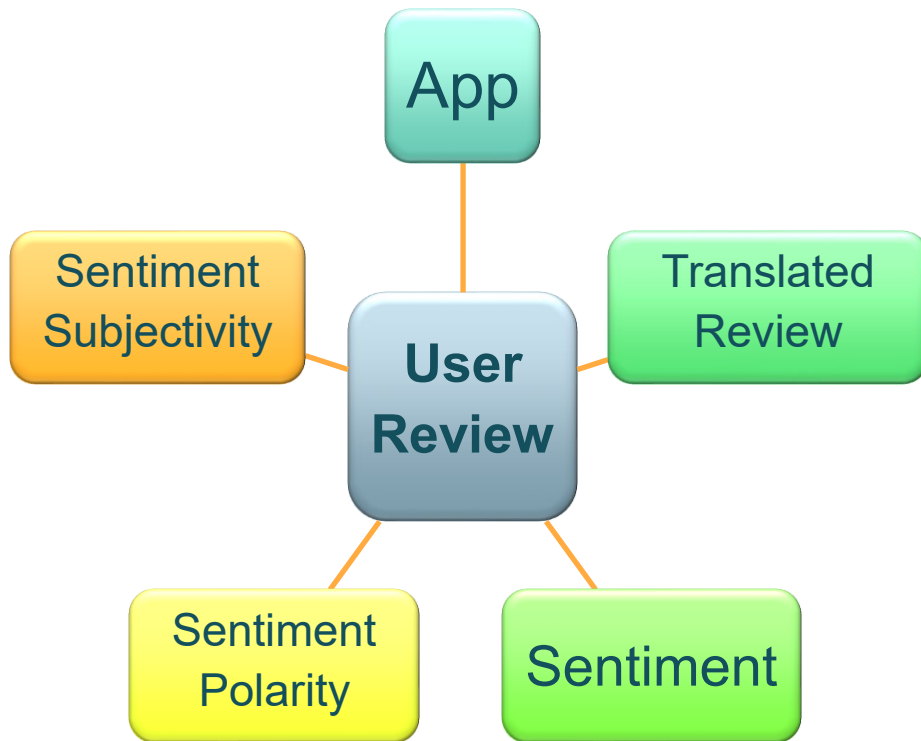 App
Sentiment
Subjectivity
Translated
Review
User
Review
Sentiment
Polarity
Sentiment